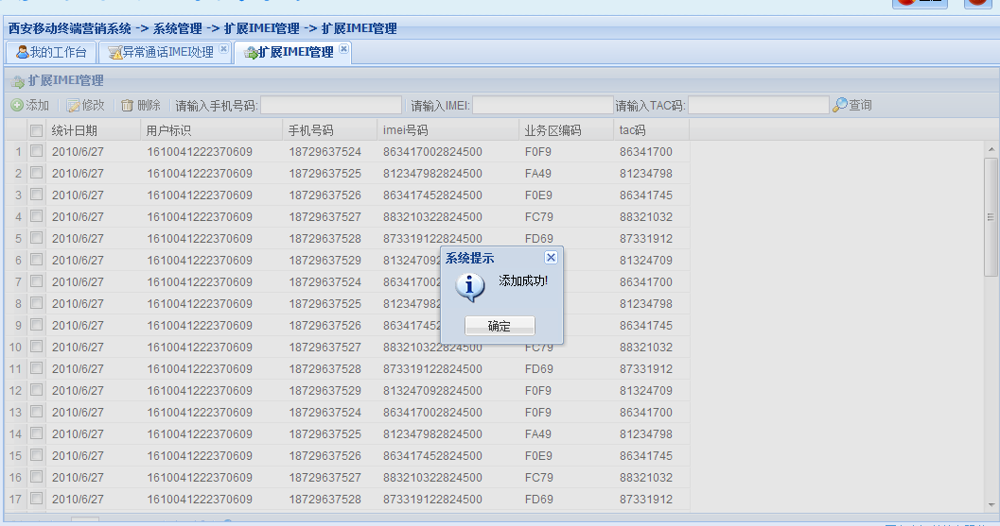 西安移动终端营销系统 -> 系统管理 -> 扩展IMEI管理 -> 扩展IMEI管理
我的工作台 异常通话IMEI处理 扩展IMEI管理
扩展IMEI管理
添加 修改 删除 请输入手机号码: 请输入IMEI: 请输入TAC码: 查询
统计日期 用户标识 手机号码 imei号码 业务区编码 tac码
1 2010/6/27 1610041222370609 18729637524 863417002824500 F0F9 86341700
2 2010/6/27 1610041222370609 18729637525 812347982824500 FA49 81234798
3 2010/6/27 1610041222370609 18729637526 863417452824500 F0E9 86341745
4 2010/6/27 1610041222370609 18729637527 883210322824500 FC79 88321032
5 2010/6/27 1610041222370609 18729637528 873319122824500 FD69 87331912
6 2010/6/27 1610041222370609 18729637529 813247092 81324709
7 2010/6/27 1610041222370609 18729637524 863417002 86341700
8 2010/6/27 1610041222370609 18729637525 812347982 81234798
9 2010/6/27 1610041222370609 18729637526 863417452 86341745
10 2010/6/27 1610041222370609 18729637527 883210322824500 FC79 88321032
11 2010/6/27 1610041222370609 18729637528 873319122824500 FD69 87331912
12 2010/6/27 1610041222370609 18729637529 813247092824500 F0F9 81324709
13 2010/6/27 1610041222370609 18729637524 863417002824500 F0F9 86341700
14 2010/6/27 1610041222370609 18729637525 812347982824500 FA49 81234798
15 2010/6/27 1610041222370609 18729637526 863417452824500 F0E9 86341745
16 2010/6/27 1610041222370609 18729637527 883210322824500 FC79 88321032
17 2010/6/27 1610041222370609 18729637528 873319122824500 FD69 87331912
系统提示
添加成功!
确定